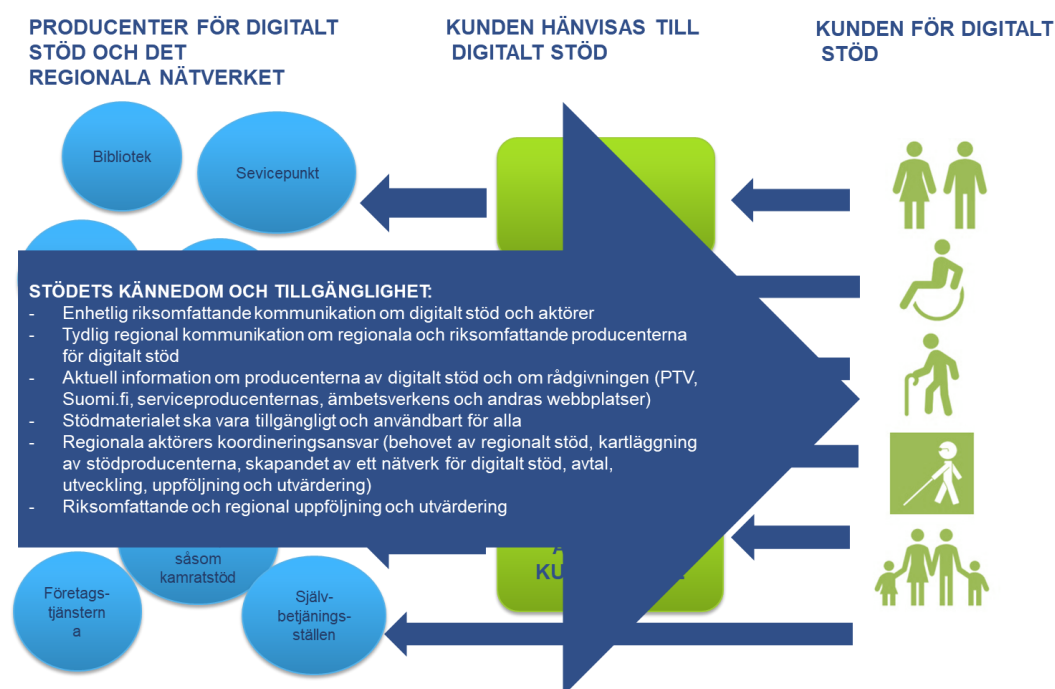 PRODUCENTER FÖR DIGITALT
STÖD OCH DET
REGIONALA NÄTVERKET
KUNDEN HÄNVISAS TILL
DIGITALT STÖD
KUNDEN FÖR DIGITALT
STÖD
Bibliotek
Sevicepunkt
STÖDETS KÄNNEDOM OCH TILLGÄNGLIGHET:
- Enhetlig riksomfattande kommunikation om digitalt stöd och aktörer
- Tydlig regional kommunikation om regionala och riksomfattande producenterna
för digitalt stöd
- Aktuell information om producenterna av digitalt stöd och om rådgivningen (PTV,
Suomi.fi, serviceproducenternas, ämbetsverkens och andras webbplatser)
- Stödmaterialet ska vara tillgängligt och användbart för alla
- Regionala aktörers koordineringsansvar (behovet av regionalt stöd, kartläggning
av stödproducenterna, skapandet av ett nätverk för digitalt stöd, avtal,
utveckling, uppföljning och utvärdering)
- Riksomfattande och regional uppföljning och utvärdering
såsom
kamratstöd
Företags-
tjänstern
a
Själv-
betjänings-
ställen